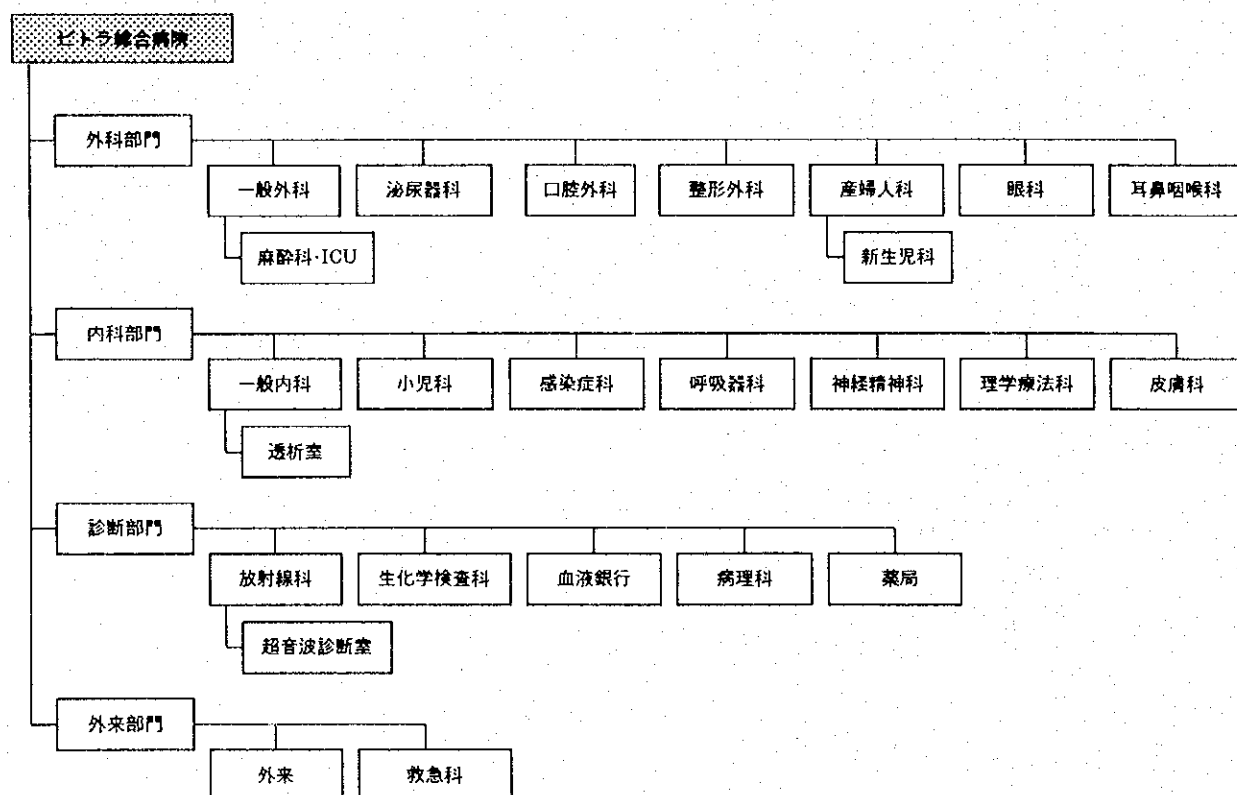 ビトラ総合病院
外科部門
一般外科 泌尿器科 口腔外科 整形外科 産婦人科 眼科 耳鼻咽喉科
麻酔科・ICU 新生児科
内科部門
一般内科 小児科 感染症科 呼吸器科 神経精神科 理学療法科 皮膚科
透析室
診断部門
放射線科 生化学検査科 血液銀行 病理科 薬局
超音波診断室
外来部門
外来 救急科